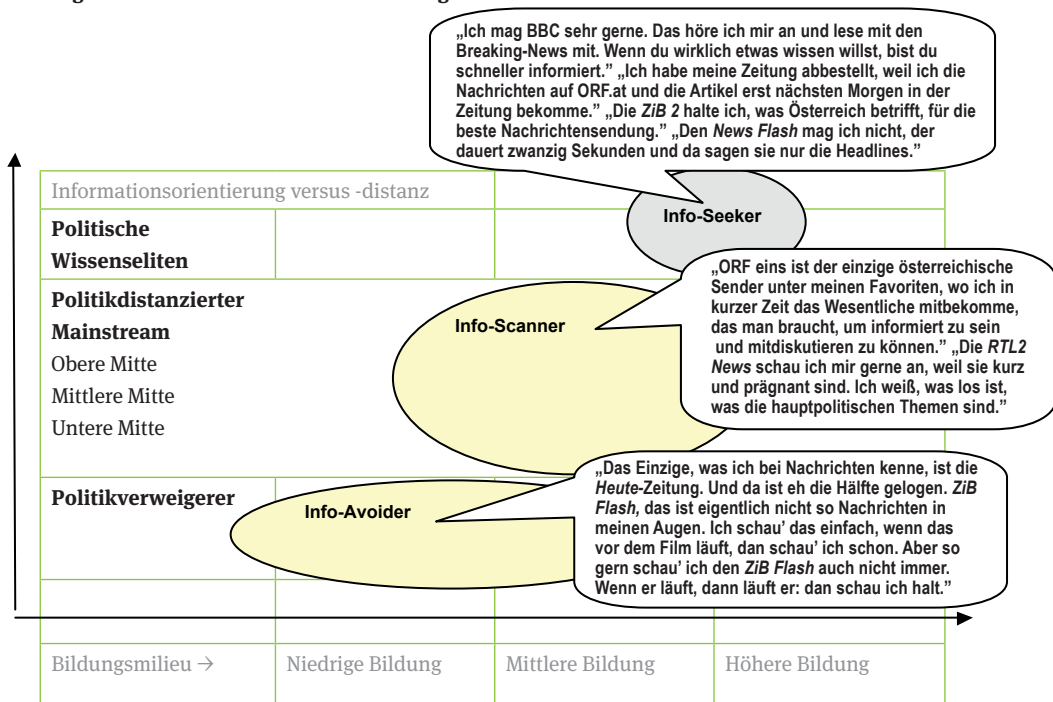 „Ich mag BBC sehr gerne. Das höre ich mir an und lese mit den
Breaking-News mit. Wenn du wirklich etwas wissen willst, bist du
schneller informiert.” „Ich habe meine Zeitung abbestellt, weil ich die
Nachrichten auf ORF.at und die Artikel erst nächsten Morgen in der
Zeitung bekomme.” „Die ZiB 2 halte ich, was Österreich betrifft, für die
beste Nachrichtensendung.” „Den News Flash mag ich nicht, der
dauert zwanzig Sekunden und da sagen sie nur die Headlines.”
Informationsorientierung versus -distanz
Politische
Wissenseliten
Info-Seeker
„ORF eins ist der einzige österreichische
Sender unter meinen Favoriten, wo ich in
kurzer Zeit das Wesentliche mitbekomme,
das man braucht, um informiert zu sein
und mitdiskutieren zu können.” „Die RTL2
News schau ich mir gerne an, weil sie kurz
und prägnant sind. Ich weiß, was los ist,
was die hauptpolitischen Themen sind.”
Politikdistanzierter
Mainstream
Obere Mitte
Mittlere Mitte
Untere Mitte
Info-Scanner
Politikverweigerer
Info-Avoider
„Das Einzige, was ich bei Nachrichten kenne, ist die
Heute-Zeitung. Und da ist eh die Hälfte gelogen. ZiB
Flash, das ist eigentlich nicht so Nachrichten in
meinen Augen. Ich schau’ das einfach, wenn das
vor dem Film läuft, dan schau’ ich schon. Aber so
gern schau’ ich den ZiB Flash auch nicht immer.
Wenn er läuft, dann läuft er: dan schau ich halt.”
Bildungsmilieu → Niedrige Bildung Mittlere Bildung Höhere Bildung